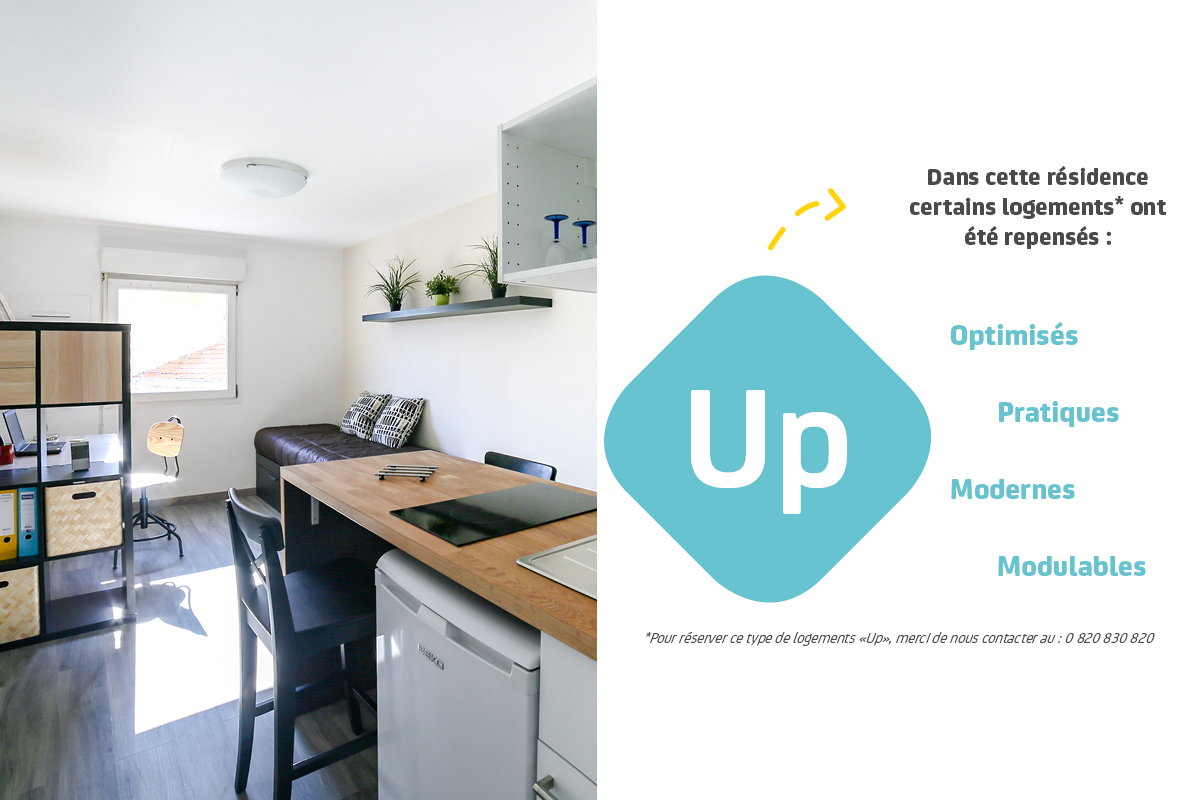 Dans cette résidence
certains logements* ont
été repensés :
Up
Optimisés
Pratiques
Modernes
Modulables
*Pour réserver ce type de logements «Up», merci de nous contacter au : 0 820 830 820
BEKO